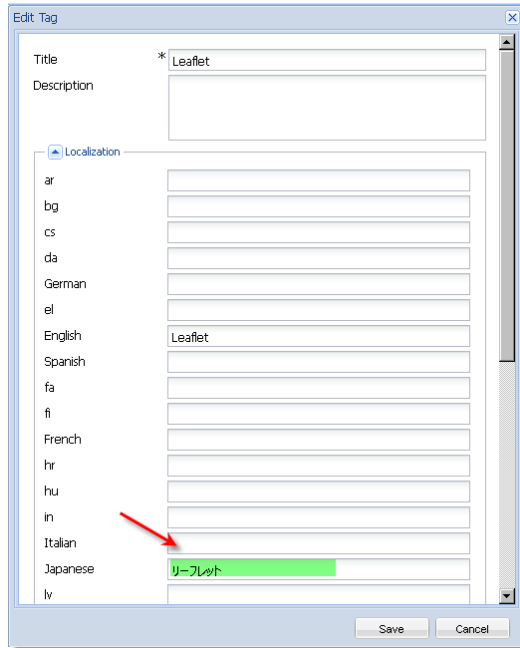 Edit Tag
Title * Leaflet
Description
Localization
ar
bg
cs
da
German
el
English Leaflet
Spanish
fa
fi
French
hr
hu
in
Italian
Japanese リーフレット
lv
Save Cancel